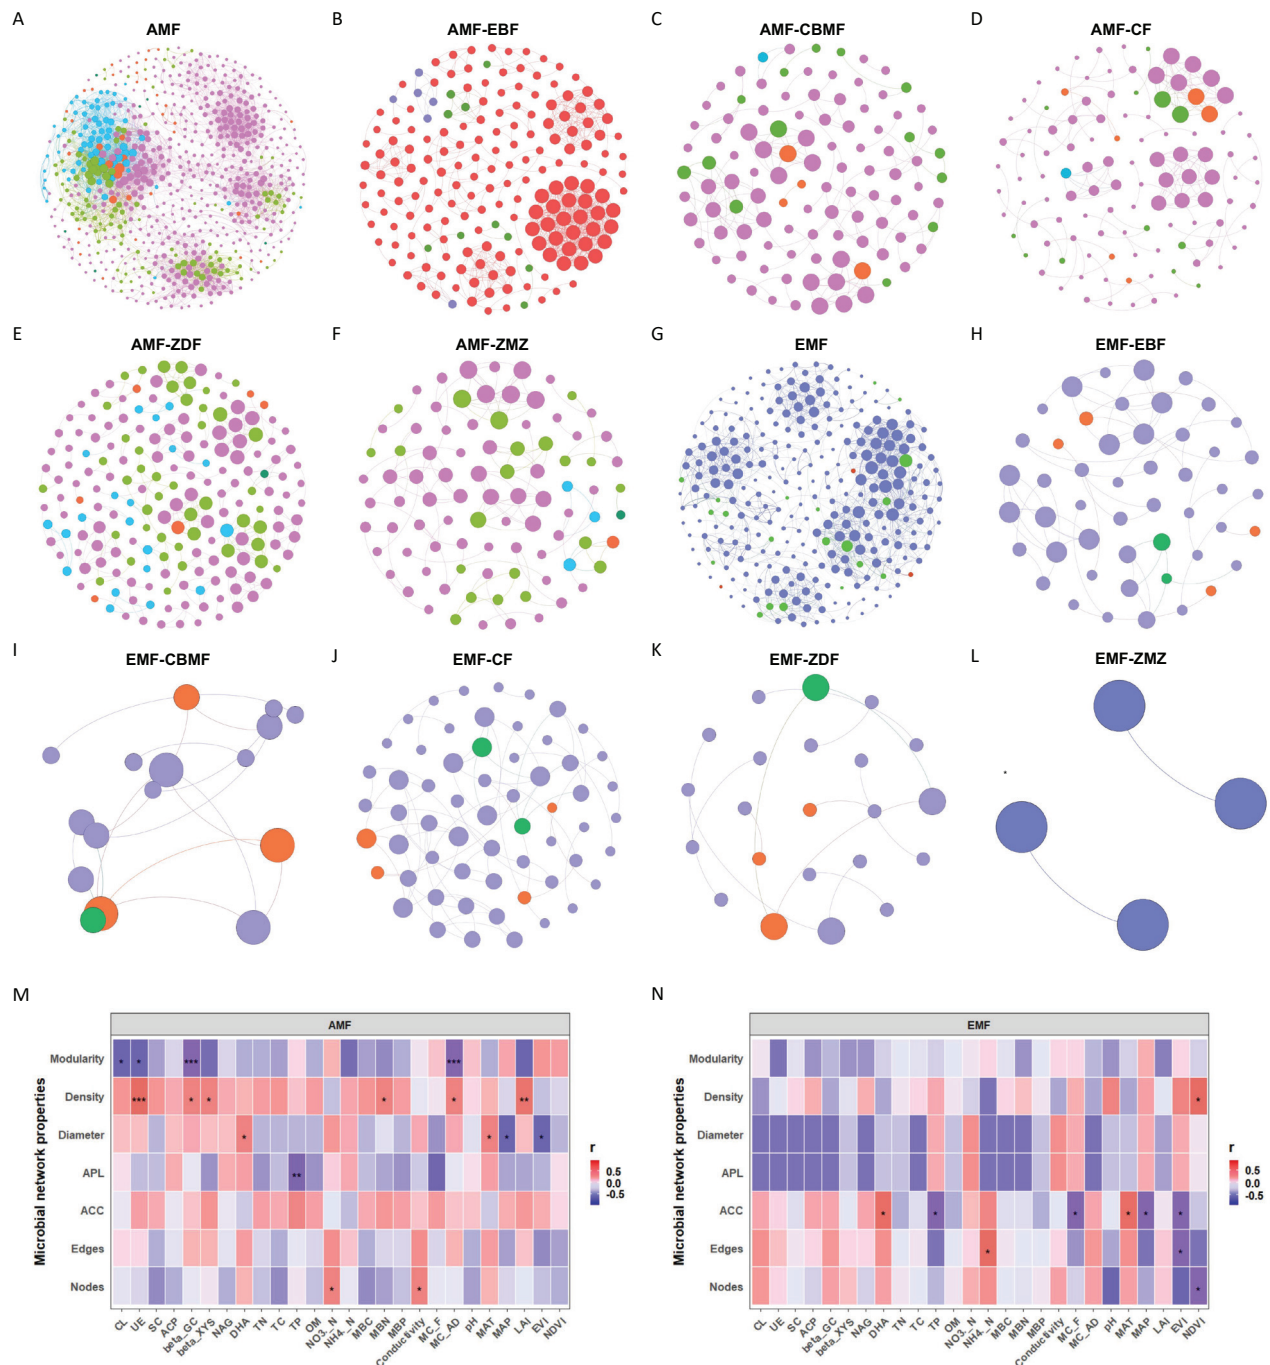 A
AMF
B
AMF-EBF
C
AMF-CBMF
D
AMF-CF
E
AMF-ZDF
F
AMF-ZMZ
G
EMF
H
EMF-EBF
I
EMF-CBMF
J
EMF-CF
K
EMF-ZDF
L
EMF-ZMZ
M
AMF
Microbial network properties
Modularity
Density
Diameter
APL
ACC
Edges
Nodes
* * *** ***
*** * * * * **
* * * *
**
* *
CL UE SC ACP beta_GC beta_XYS NAG DHA TN TC TP OM NO3_N NH4_N MBC MBN MBP Conductivity MC_F MC_AD pH MAT MAP LAI EVI NDVI
r
0.5
0.0
-0.5
N
EMF
Microbial network properties
Modularity
Density
Diameter
APL
ACC
Edges
Nodes
*
* * * * * *
* *
*
CL UE SC ACP beta_GC beta_XYS NAG DHA TN TC TP OM NO3_N NH4_N MBC MBN MBP Conductivity MC_F MC_AD pH MAT MAP LAI EVI NDVI
r
0.5
0.0
-0.5